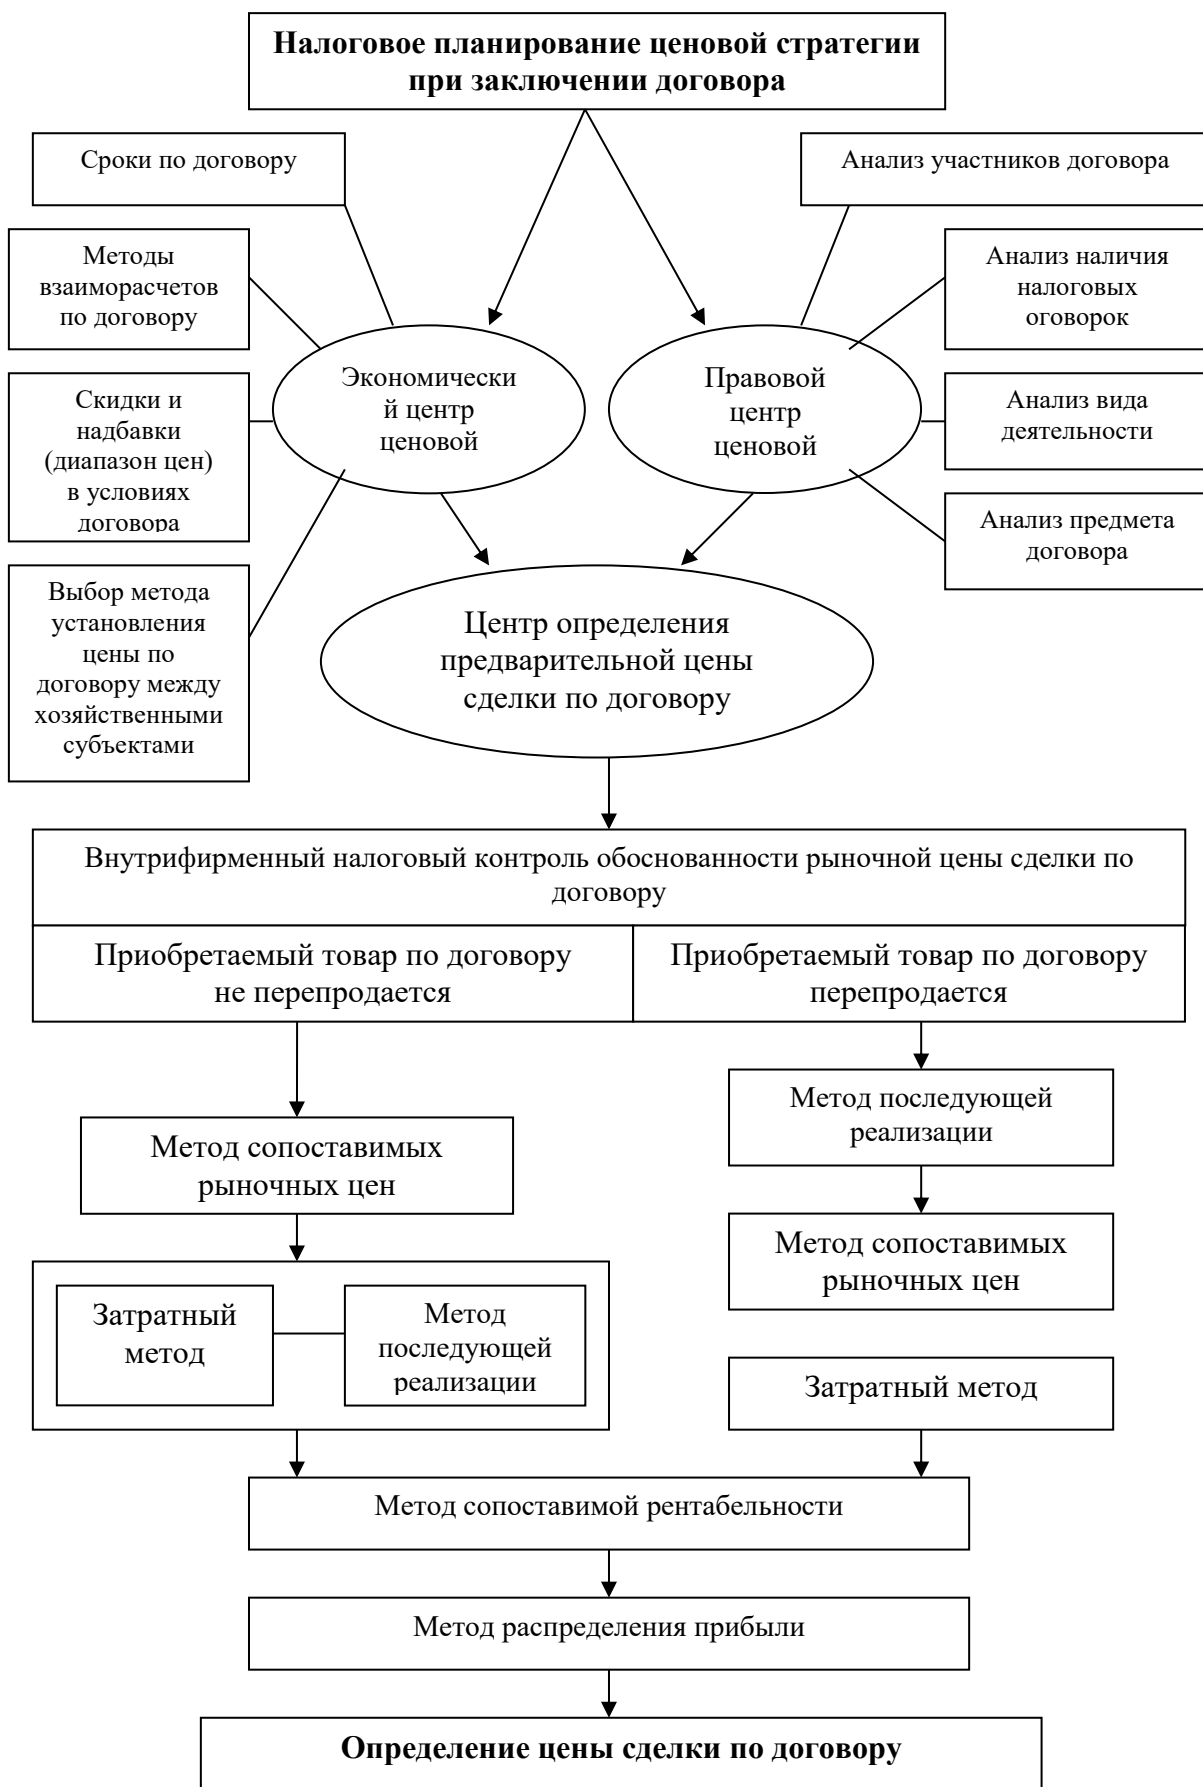 Налоговое планирование ценовой стратегии
при заключении договора
Сроки по договору
Анализ участников договора
Методы
взаиморасчетов
по договору
Анализ наличия
налоговых
оговорок
Экономически
й центр
ценовой
Правовой
центр
ценовой
Скидки и
надбавки
(диапазон цен)
в условиях
договора
Анализ вида
деятельности
Анализ предмета
договора
Выбор метода
установления
цены по
договору между
хозяйственными
субъектами
Центр определения
предварительной цены
сделки по договору
Внутрифирменный налоговый контроль обоснованности рыночной цены сделки по
договору
Приобретаемый товар по договору
не перепродается
Приобретаемый товар по договору
перепродается
Метод последующей
реализации
Метод сопоставимых
рыночных цен
Метод сопоставимых
рыночных цен
Затратный
метод
Метод
последующей
реализации
Затратный метод
Метод сопоставимой рентабельности
Метод распределения прибыли
Определение цены сделки по договору